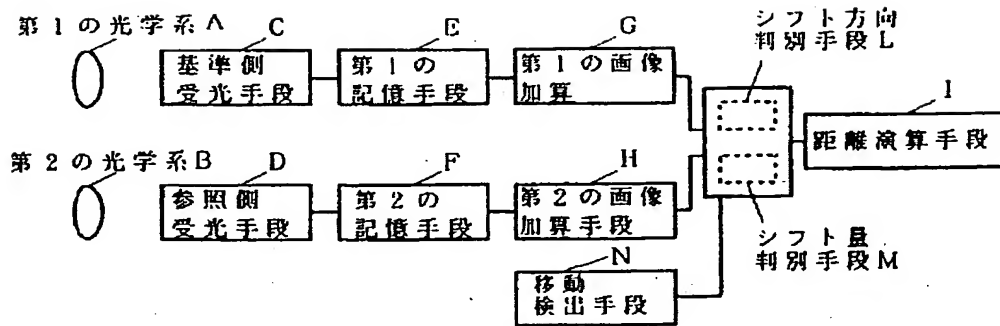 第1の光学系A
C
基準側
受光手段
E
第1の
記憶手段
G
第1の画像
加算
シフト方向
判別手段L
I
距離演算手段
第2の光学系B
D
参照側
受光手段
F
第2の
記憶手段
H
第2の画像
加算手段
シフト量
判別手段M
N
移動
検出手段